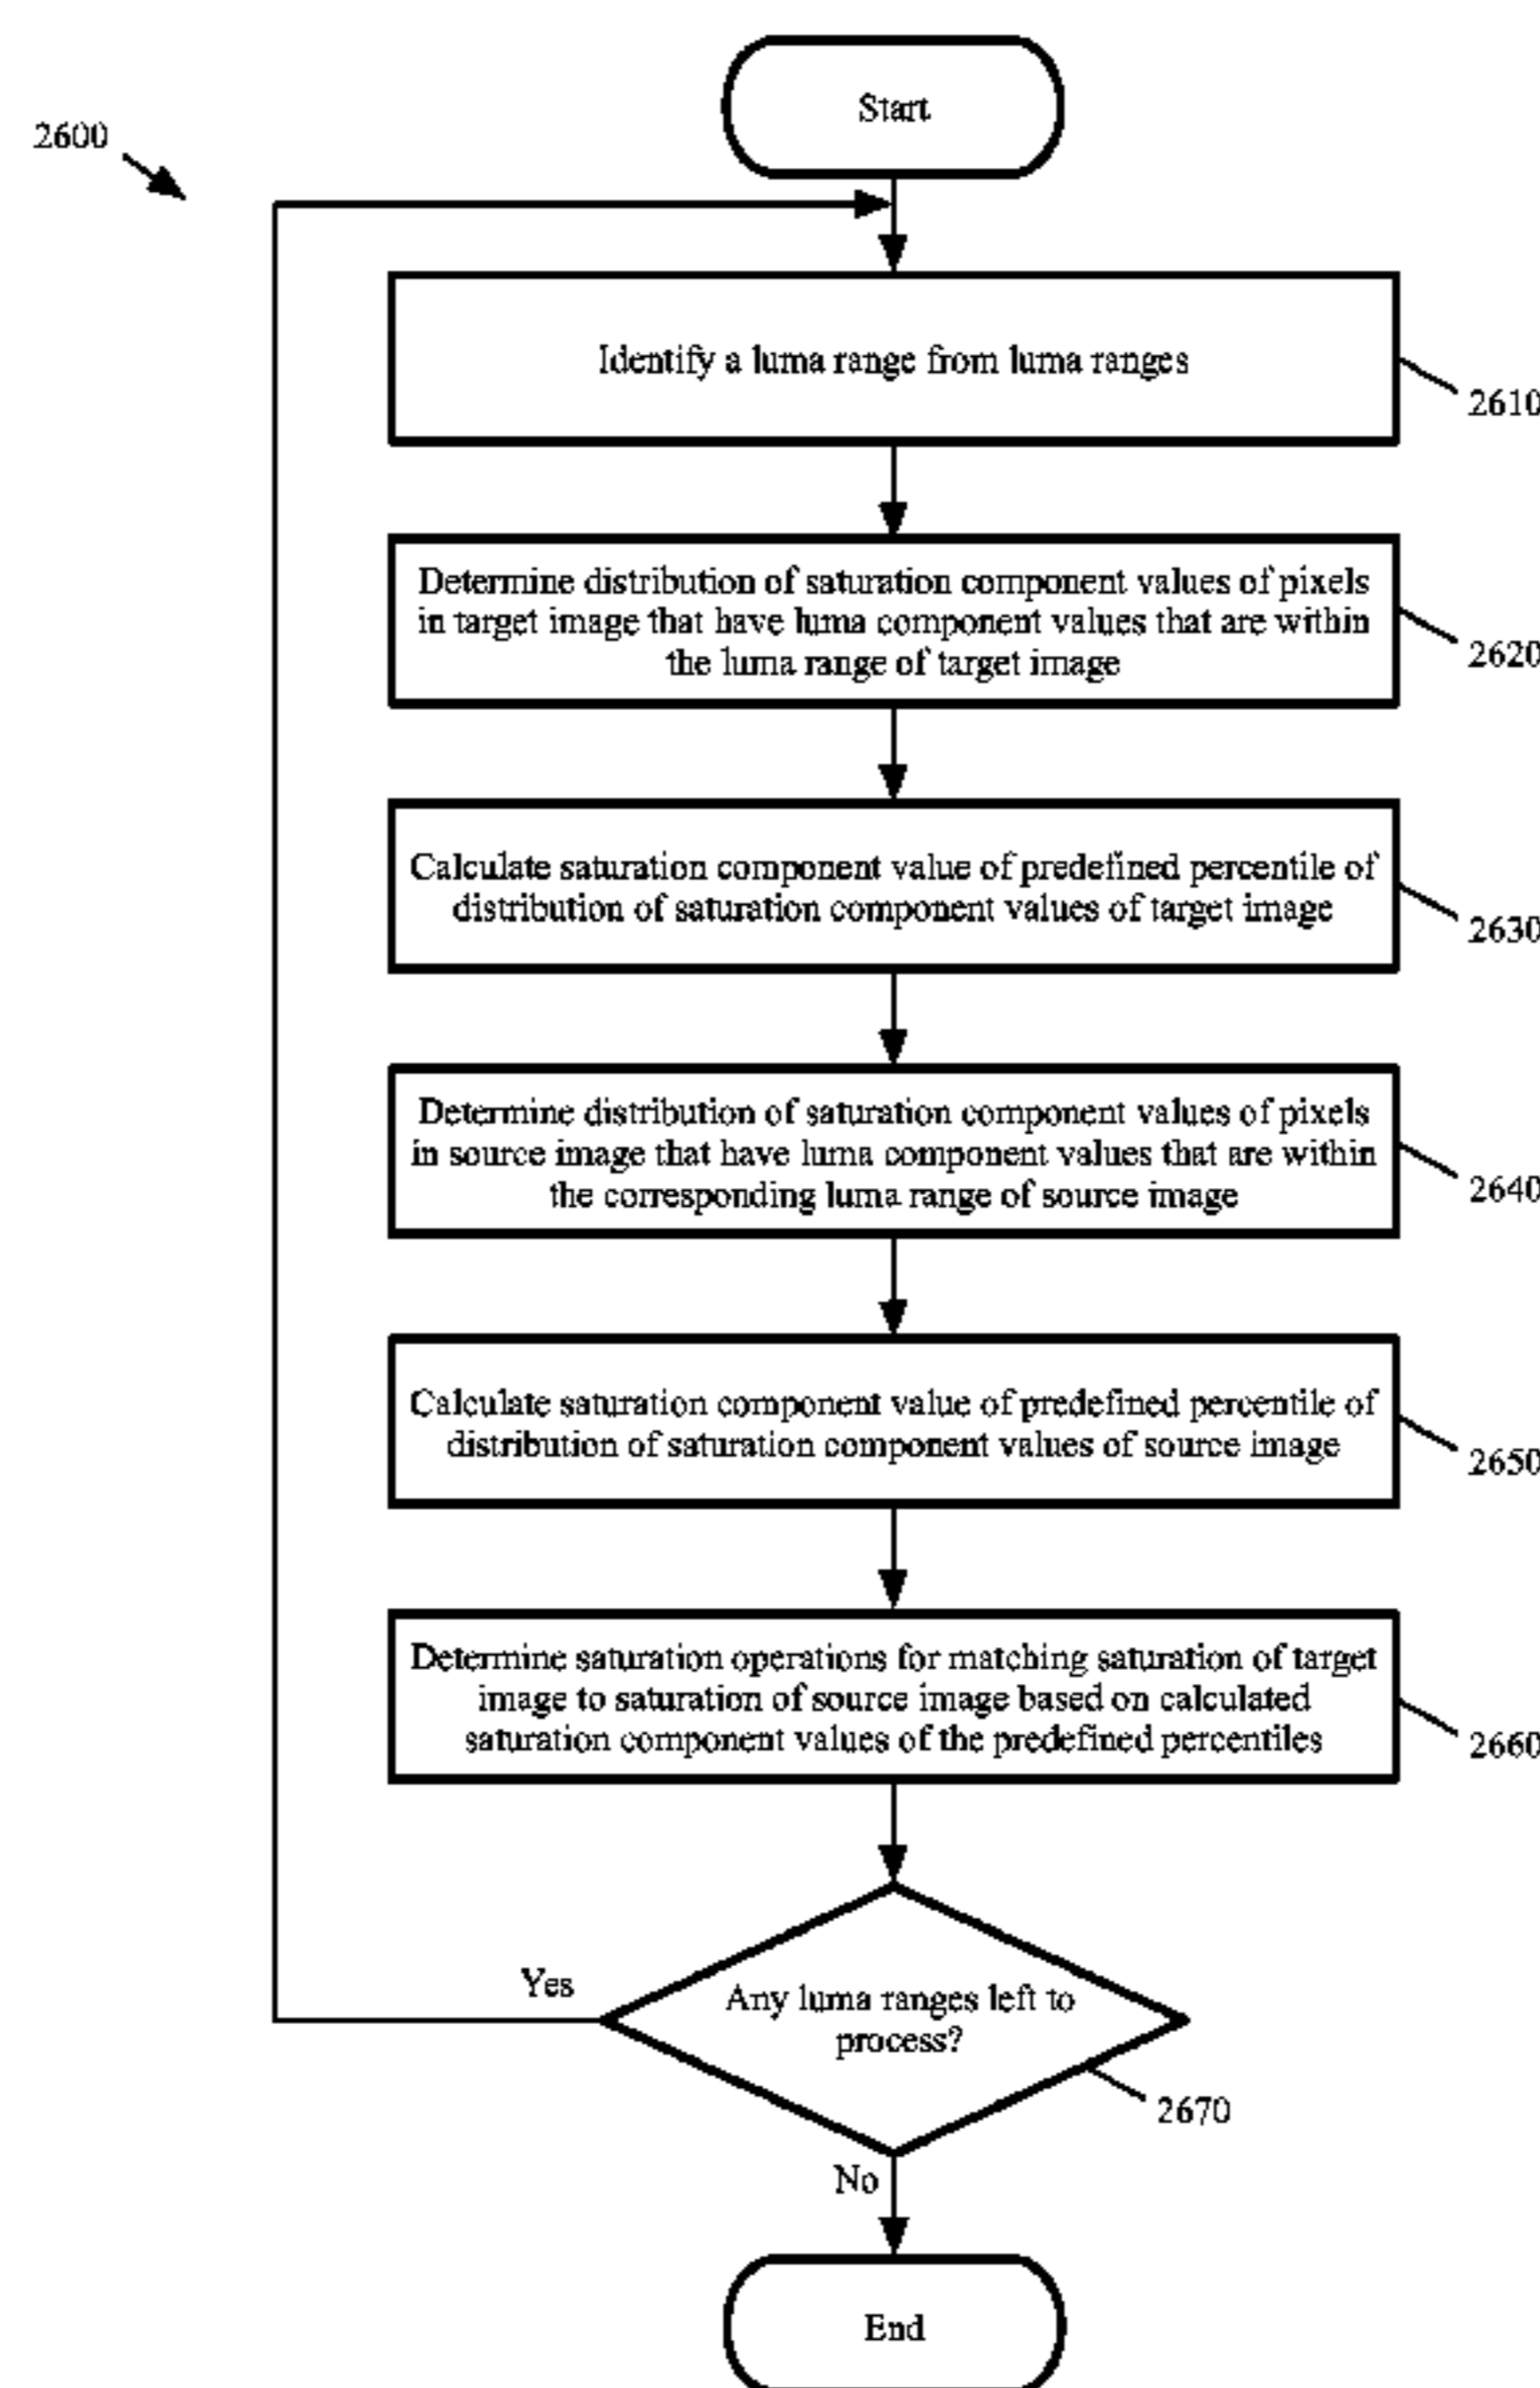 Start
2600
Identify a luma range from luma ranges
2610
Determine distribution of saturation component values of pixels
in target image that have luma component values that are within
the luma range of target image
2620
Calculate saturation component value of predefined percentile of
distribution of saturation component values of target image
2630
Determine distribution of saturation component values of pixels
in source image that have luma component values that are within
the corresponding luma range of source image
2640
Calculate saturation component value of predefined percentile of
distribution of saturation component values of source image
2650
Determine saturation operations for matching saturation of target
image to saturation of source image based on calculated
saturation component values of the predefined percentiles
2660
Yes
Any luma ranges left to
process?
2670
No
End